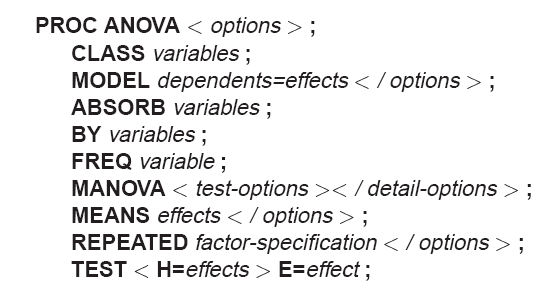 PROC ANOVA < options > ;
CLASS variables ;
MODEL dependents=effects < / options > ;
ABSORB variables ;
BY variables ;
FREQ variable ;
MANOVA < test-options >< / detail-options > ;
MEANS effects < / options > ;
REPEATED factor-specification < / options > ;
TEST < H=effects > E=effect ;